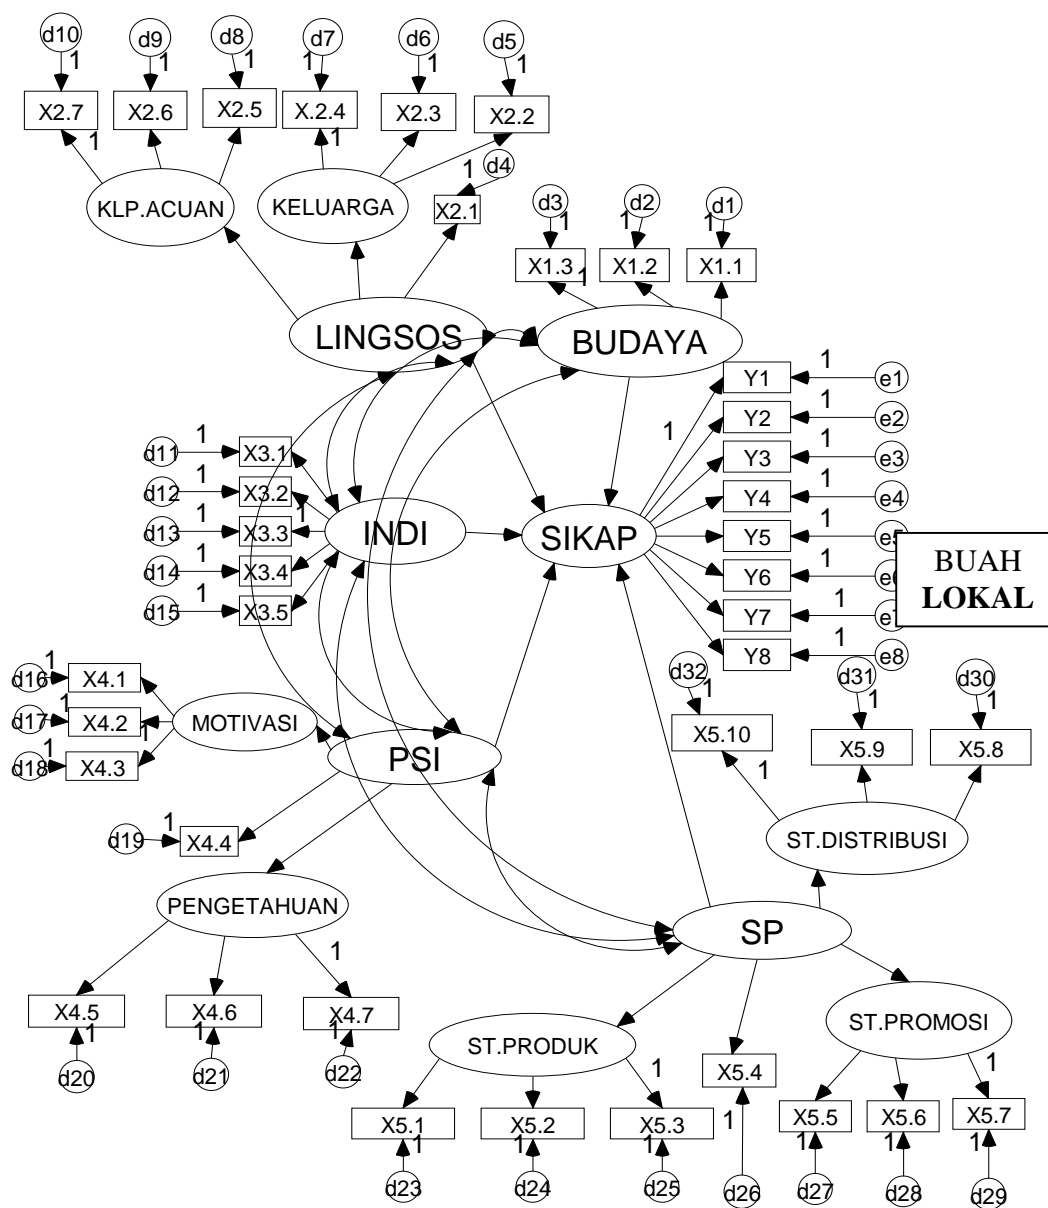 d10 d9 d8 d7 d6 d5
1 1 1 1 1 1
X2.7 X2.6 X2.5 X.2.4 X2.3 X2.2
1 1
1 d4
KLP.ACUAN KELUARGA X2.1
d3 d2 d1
1 1 1
X1.3 X1.2 X1.1
1
LINGSOS BUDAYA
Y1 1 e1
Y2 1 e2
1
Y3 1 e3
Y4 1 e4
Y5 1 e5
Y6 1
Y7 1
Y8 1 e8
d11 1 X3.1
d12 1 X3.2
d13 1 X3.3 1
d14 1 X3.4
d15 1 X3.5
INDI SIKAP
BUAH
LOKAL
d16 1 X4.1
d17 1 X4.2
d18 1 X4.3 1
MOTIVASI
PSI
d32 d31 d30
1 1 1
X5.10 X5.9 X5.8
1
ST.DISTRIBUSI
d19 1 X4.4
PENGETAHUAN
SP
1
X4.5 X4.6 X4.7
1 1 1
d20 d21 d22
ST.PRODUK ST.PROMOSI
1 X5.4 1
X5.1 X5.2 X5.3 X5.5 X5.6 X5.7
1 1 1 1 1 1 1
d23 d24 d25 d26 d27 d28 d29